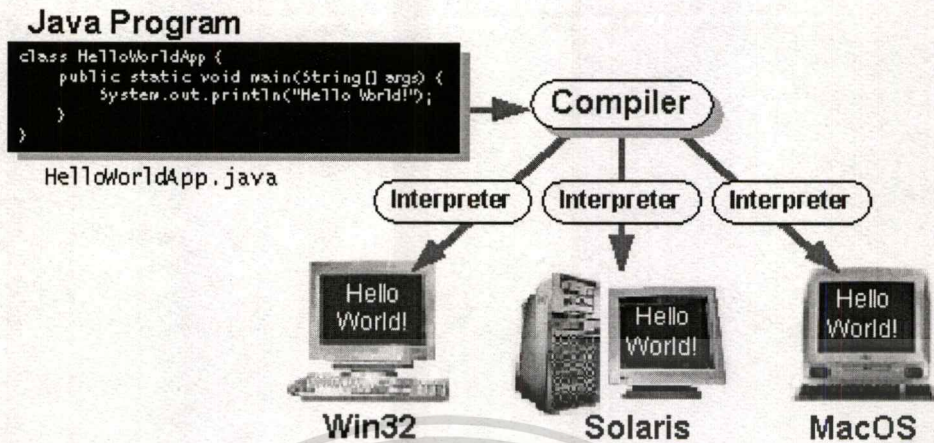 Java Program
class HelloWorldApp {
public static void main(String[] args) {
System.out.println("Hello World!");
}
}
HelloWorldApp.java
Compiler
Interpreter
Interpreter
Interpreter
Hello
World!
Hello
World!
Hello
World!
Win32
Solaris
MacOS